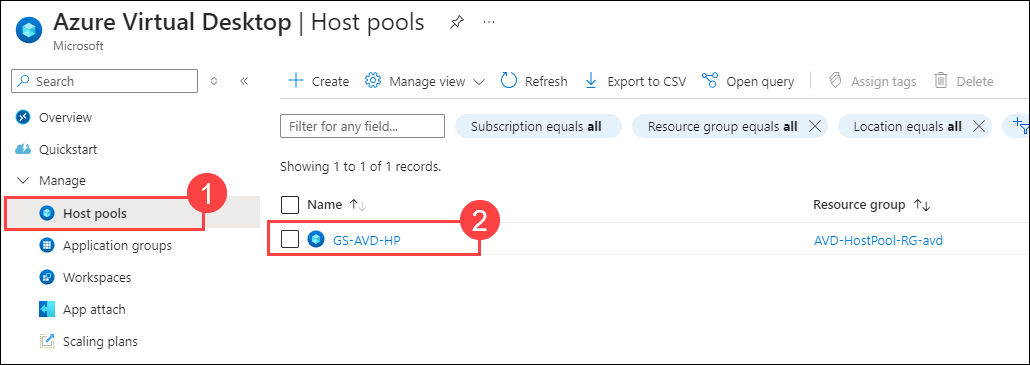 Azure Virtual Desktop | Host pools ...
Microsoft
Search
Create Manage view Refresh Export to CSV Open query Assign tags Delete
Overview
Quickstart
Manage
Host pools
Application groups
Workspaces
App attach
Scaling plans
1
Filter for any field... Subscription equals all Resource group equals all Location equals all
Showing 1 to 1 of 1 records.
Name Resource group
GS-AVD-HP AVD-HostPool-RG-avd
2